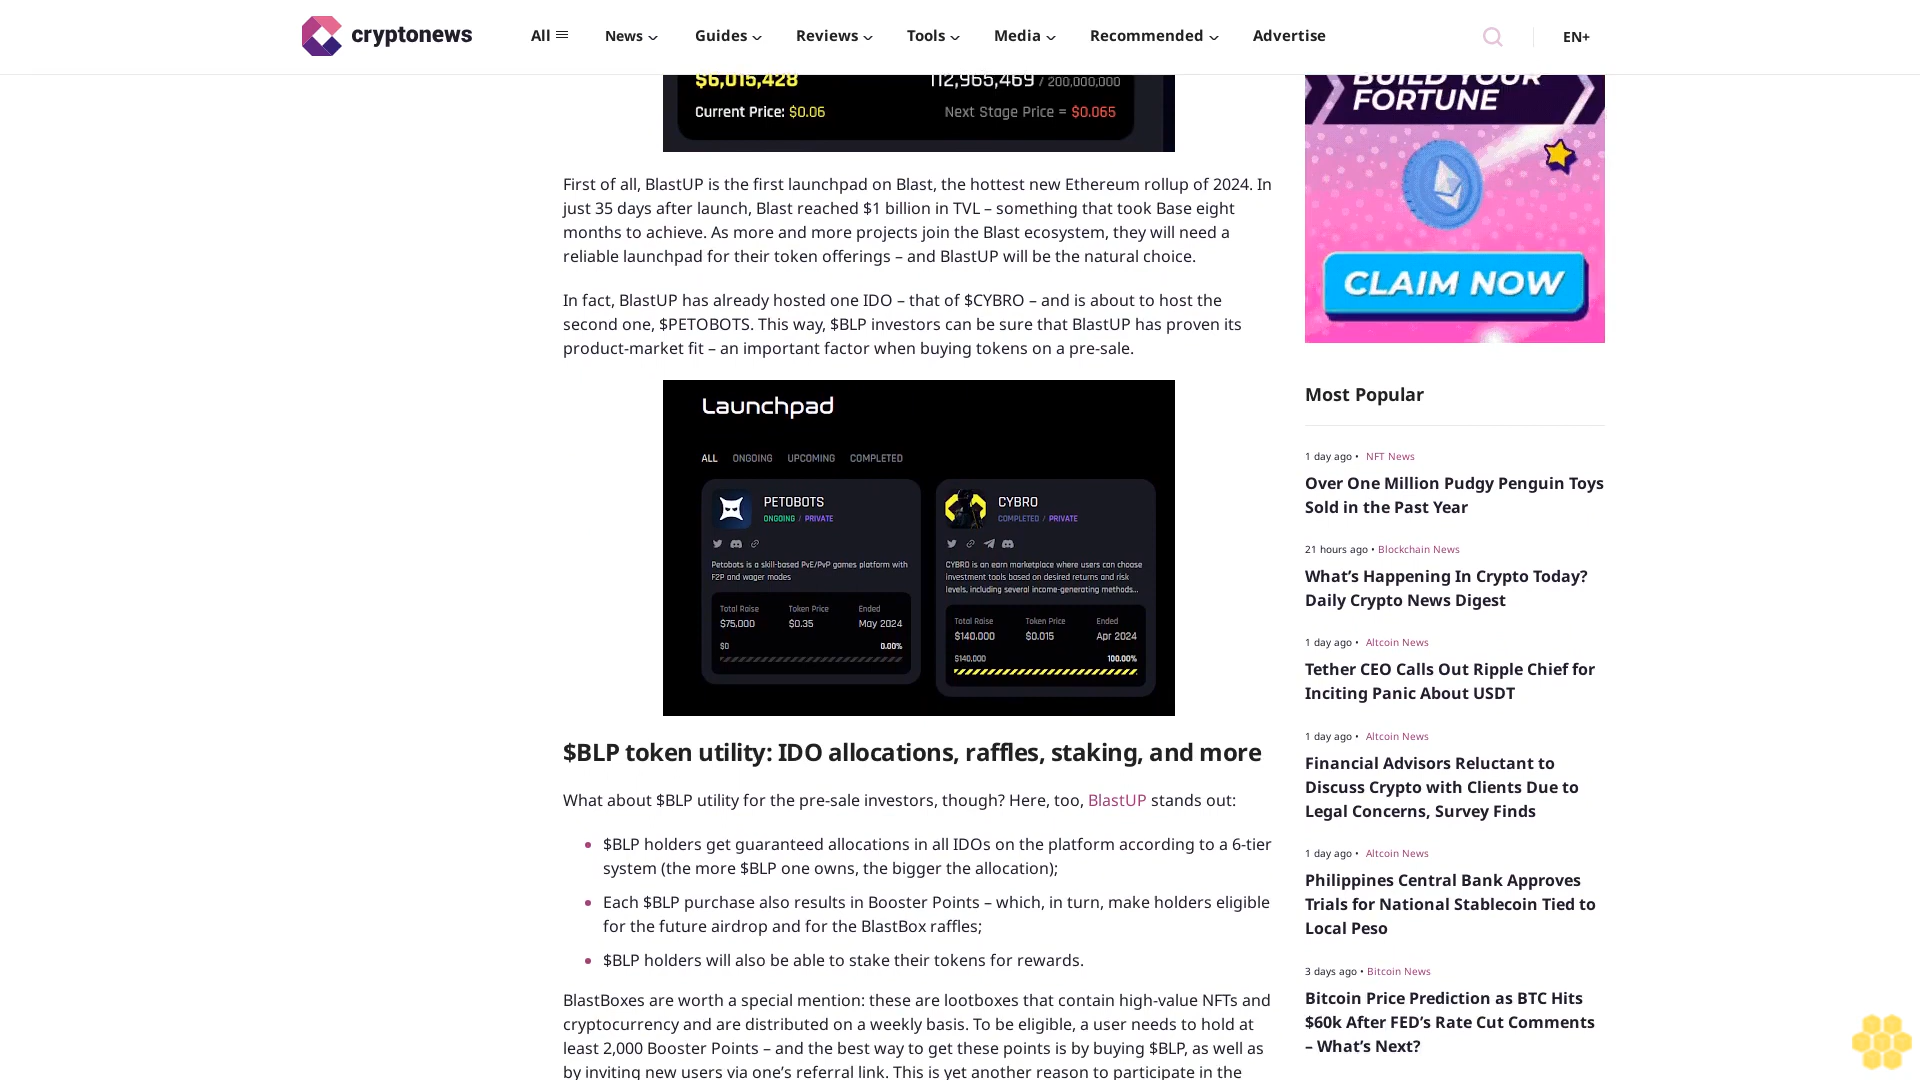 cryptonews
All
News
Guides
Reviews
Tools
Media
Recommended
Advertise
EN+
$6,015,428
112,965,469 / 200,000,000
Current Price: $0.06
Next Stage Price = $0.065
First of all, BlastUP is the first launchpad on Blast, the hottest new Ethereum rollup of 2024. In
just 35 days after launch, Blast reached $1 billion in TVL – something that took Base eight
months to achieve. As more and more projects join the Blast ecosystem, they will need a
reliable launchpad for their token offerings – and BlastUP will be the natural choice.
In fact, BlastUP has already hosted one IDO – that of $CYBRO – and is about to host the
second one, $PETOBOTS. This way, $BLP investors can be sure that BlastUP has proven its
product-market fit – an important factor when buying tokens on a pre-sale.
Launchpad
ALL
ONGOING
UPCOMING
COMPLETED
PETOBOTS
ONGOING / PRIVATE
Petobots is a skill-based PvE/PvP games platform with
F2P and wager modes
Total Raise
Token Price
Ended
$75,000
$0.35
May 2024
$0
0.00%
CYBRO
COMPLETED / PRIVATE
CYBRO is an earn marketplace where users can choose
investment tools based on desired returns and risk
levels, including several income-generating methods...
Total Raise
Token Price
Ended
$140,000
$0.015
Apr 2024
$140,000
100.00%
$BLP token utility: IDO allocations, raffles, staking, and more
What about $BLP utility for the pre-sale investors, though? Here, too, BlastUP stands out:
• $BLP holders get guaranteed allocations in all IDOs on the platform according to a 6-tier
system (the more $BLP one owns, the bigger the allocation);
• Each $BLP purchase also results in Booster Points – which, in turn, make holders eligible
for the future airdrop and for the BlastBox raffles;
• $BLP holders will also be able to stake their tokens for rewards.
BlastBoxes are worth a special mention: these are lootboxes that contain high-value NFTs and
cryptocurrency and are distributed on a weekly basis. To be eligible, a user needs to hold at
least 2,000 Booster Points – and the best way to get these points is by buying $BLP, as well as
by inviting new users via one's referral link. This is yet another reason to participate in the
BUILD YOUR
FORTUNE
CLAIM NOW
Most Popular
1 day ago • NFT News
Over One Million Pudgy Penguin Toys
Sold in the Past Year
21 hours ago • Blockchain News
What’s Happening In Crypto Today?
Daily Crypto News Digest
1 day ago • Altcoin News
Tether CEO Calls Out Ripple Chief for
Inciting Panic About USDT
1 day ago • Altcoin News
Financial Advisors Reluctant to
Discuss Crypto with Clients Due to
Legal Concerns, Survey Finds
1 day ago • Altcoin News
Philippines Central Bank Approves
Trials for National Stablecoin Tied to
Local Peso
3 days ago • Bitcoin News
Bitcoin Price Prediction as BTC Hits
$60k After FED’s Rate Cut Comments
– What’s Next?